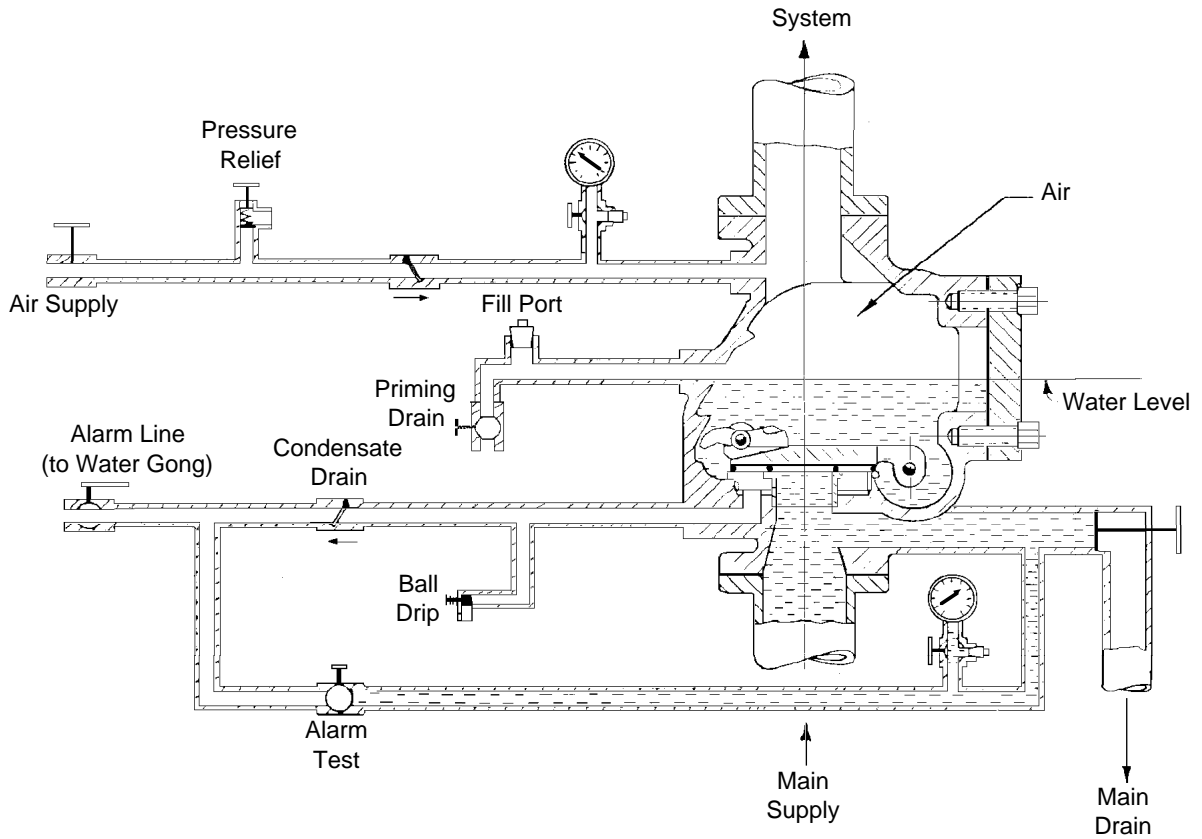 System
Pressure
Relief
Air
Air Supply
Fill Port
Priming
Drain
Water Level
Alarm Line
(to Water Gong)
Condensate
Drain
Ball
Drip
Alarm
Test
Main
Supply
Main
Drain